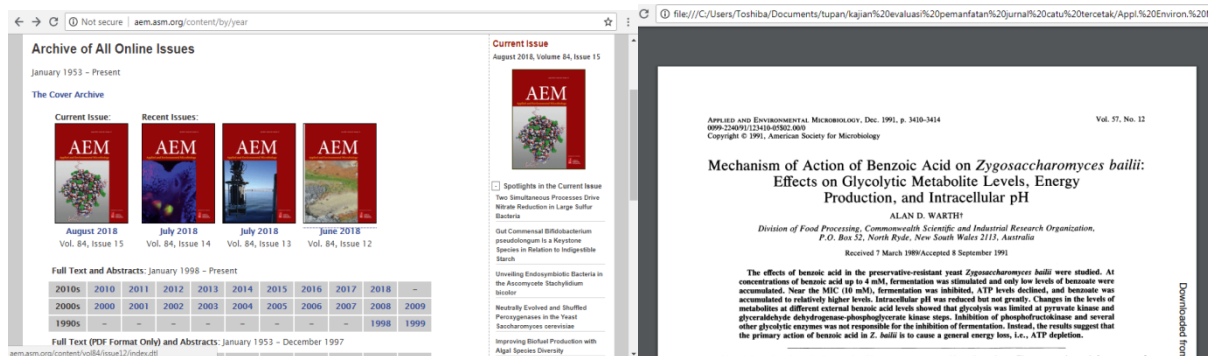 Not secure | aem.asm.org/content/by/year
Archive of All Online Issues
January 1953 – Present
The Cover Archive
Current Issue: Recent Issues:
AEM AEM AEM AEM
August 2018 July 2018 July 2018 June 2018
Vol. 84, Issue 15 Vol. 84, Issue 14 Vol. 84, Issue 13 Vol. 84, Issue 12
Full Text and Abstracts: January 1998 – Present
2010s 2010 2011 2012 2013 2014 2015 2016 2017 2018 –
2000s 2000 2001 2002 2003 2004 2005 2006 2007 2008 2009
1990s – – – – – – – – 1998 1999
Full Text (PDF Format Only) and Abstracts: January 1953 – December 1997
aem.asm.org/content/vol84/issue12/index.dtl
Current Issue
August 2018, Volume 84, Issue 15
AEM
Spotlights in the Current Issue
Two Simultaneous Processes Drive
Nitrate Reduction in Large Sulfur
Bacteria
Gut Commensal Bifidobacterium
pseudolongum Is a Keystone
Species in Relation to Indigestible
Starch
Unveiling Endosymbiotic Bacteria in
the Ascomycete Stachylidium
bicolor
Neutrally Evolved and Shuffled
Peroxygenases in the Yeast
Saccharomyces cerevisiae
Improving Biofuel Production with
Algal Species Diversity
file:///C:/Users/Toshiba/Documents/tupan/kajian%20evaluasi%20pemanfatan%20jurnal%20catu%20tercetak/Appl.%20Environ.%20
APPLIED AND ENVIRONMENTAL MICROBIOLOGY, Dec. 1991, p. 3410–3414 Vol. 57, No. 12
0099-2240/91/123410-05$02.00/0
Copyright © 1991, American Society for Microbiology
Mechanism of Action of Benzoic Acid on Zygosaccharomyces bailii:
Effects on Glycolytic Metabolite Levels, Energy
Production, and Intracellular pH
ALAN D. WARTH†
Division of Food Processing, Commonwealth Scientific and Industrial Research Organization,
P.O. Box 52, North Ryde, New South Wales 2113, Australia
Received 7 March 1989/Accepted 8 September 1991
The effects of benzoic acid in the preservative-resistant yeast Zygosaccharomyces bailii were studied. At
concentrations of benzoic acid up to 4 mM, fermentation was stimulated and only low levels of benzoate were
accumulated. Near the MIC (10 mM), fermentation was inhibited, ATP levels declined, and benzoate was
accumulated to relatively higher levels. Intracellular pH was reduced but not greatly. Changes in the levels of
metabolites at different external benzoic acid levels showed that glycolysis was limited at pyruvate kinase and
glyceraldehyde dehydrogenase-phosphoglycerate kinase steps. Inhibition of phosphofructokinase and several
other glycolytic enzymes was not responsible for the inhibition of fermentation. Instead, the results suggest that
the primary action of benzoic acid in Z. bailii is to cause a general energy loss, i.e., ATP depletion.
Downloaded from